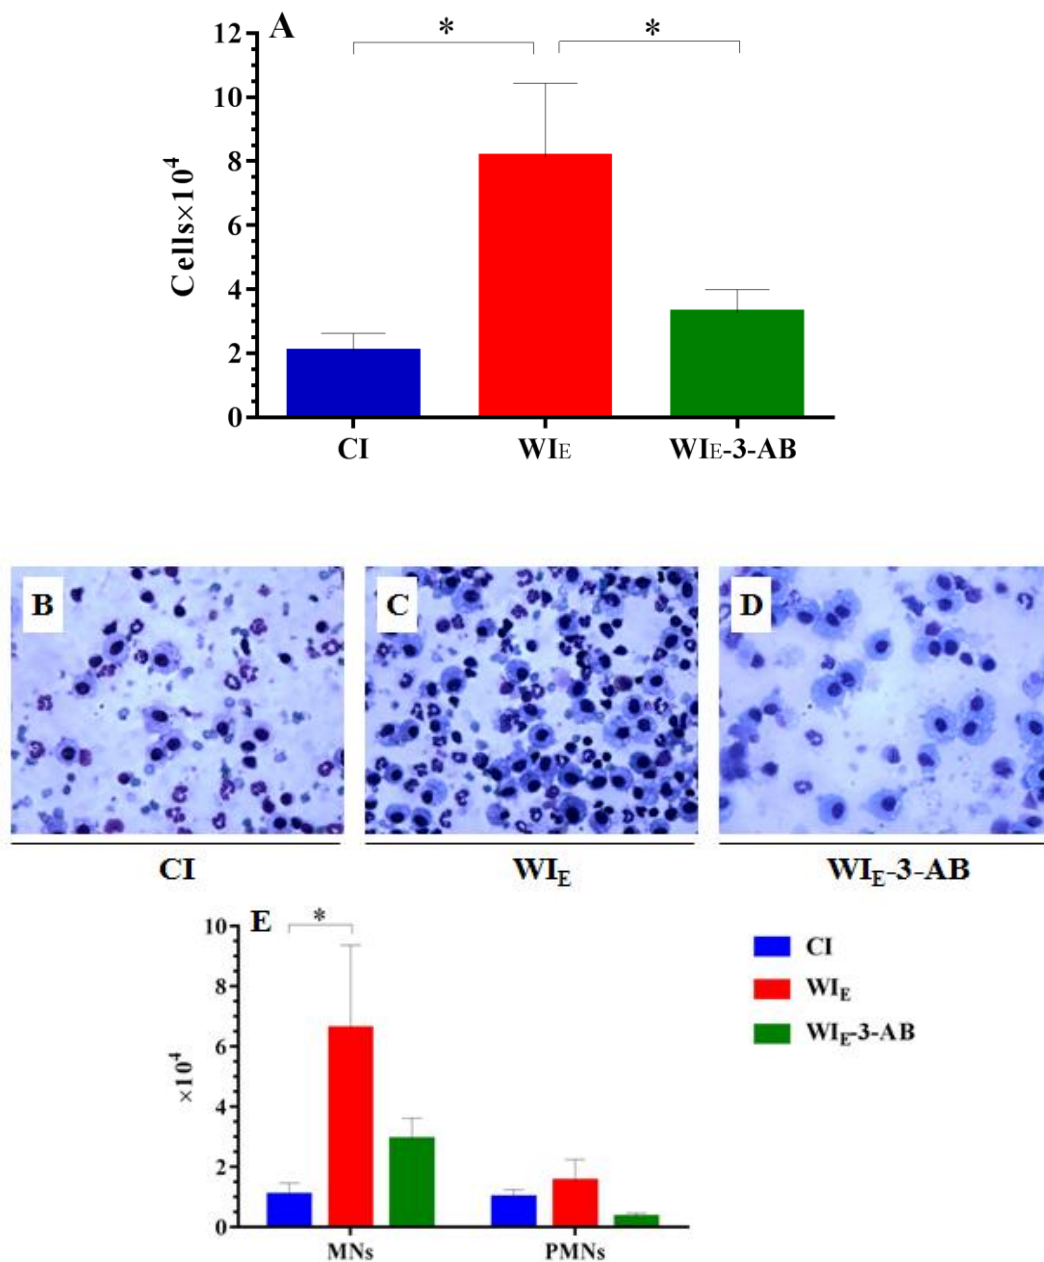 A
* *
12
10
8
6
4
2
0
Cells×10⁴
CI WIE WIE-3-AB
B C D
CI WIE WIE-3-AB
E
*
10
8
6
4
2
0
×10⁴
MNs PMNs
CI
WIE
WIE-3-AB